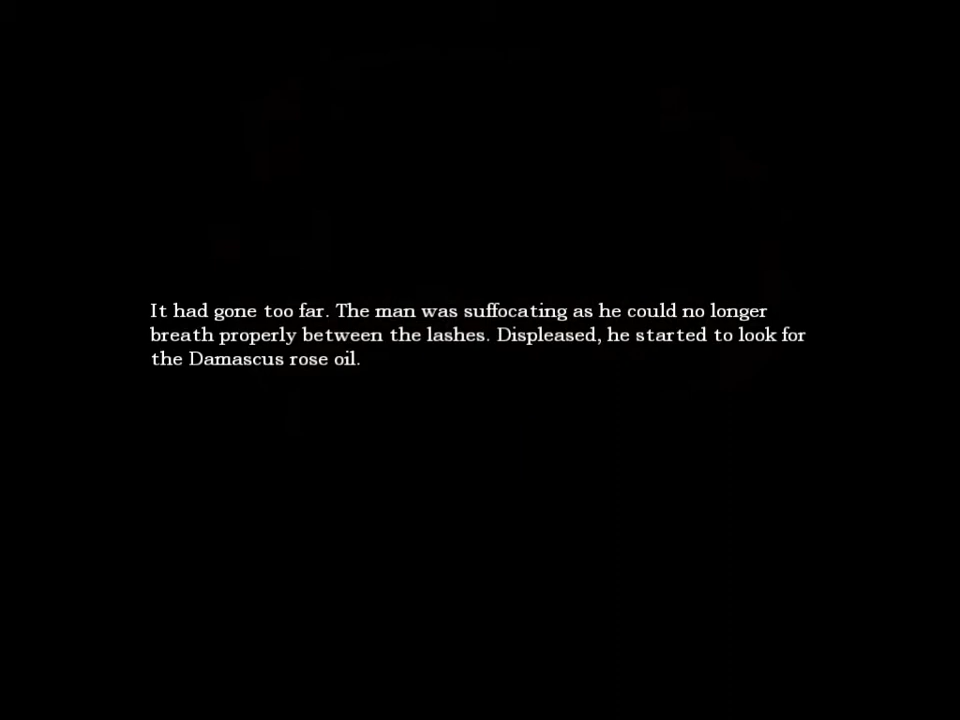 It had gone too far. The man was suffocating as he could no longer
breath properly between the lashes. Displeased, he started to look for
the Damascus rose oil.